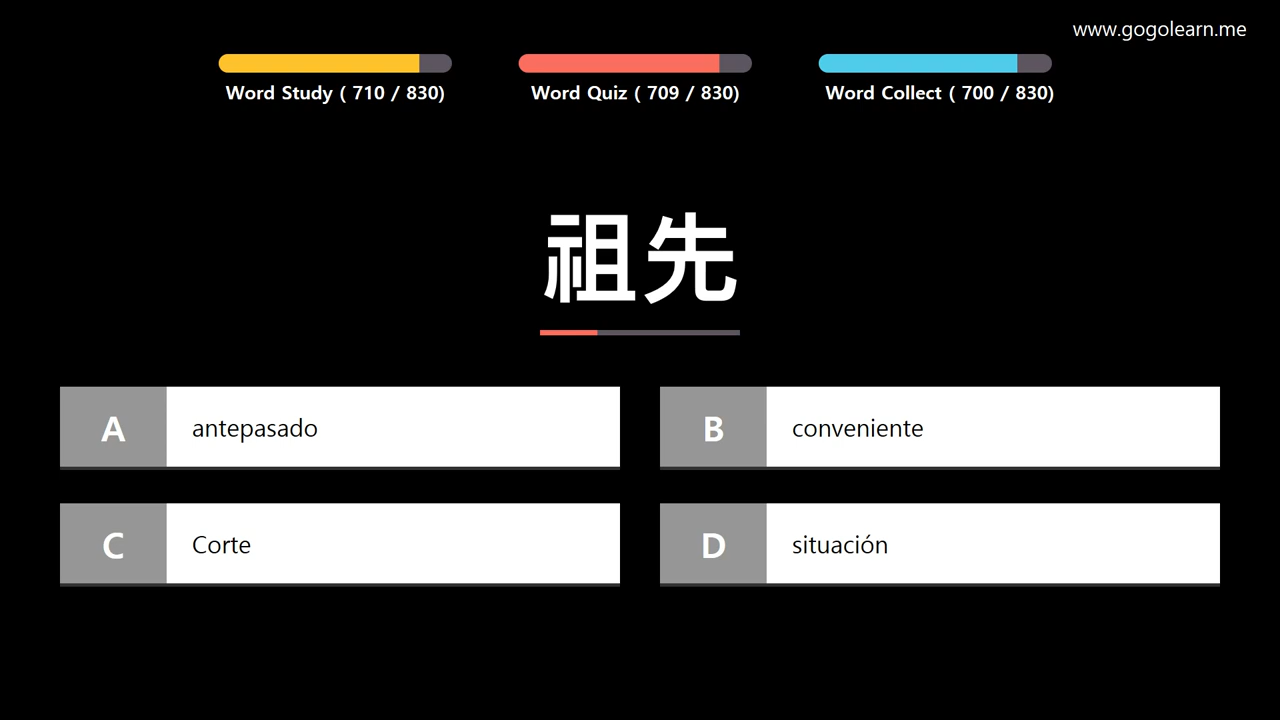 www.gogolearn.me
Word Study ( 710 / 830)
Word Quiz ( 709 / 830)
Word Collect ( 700 / 830)
祖先
A antepasado
B conveniente
C Corte
D situación